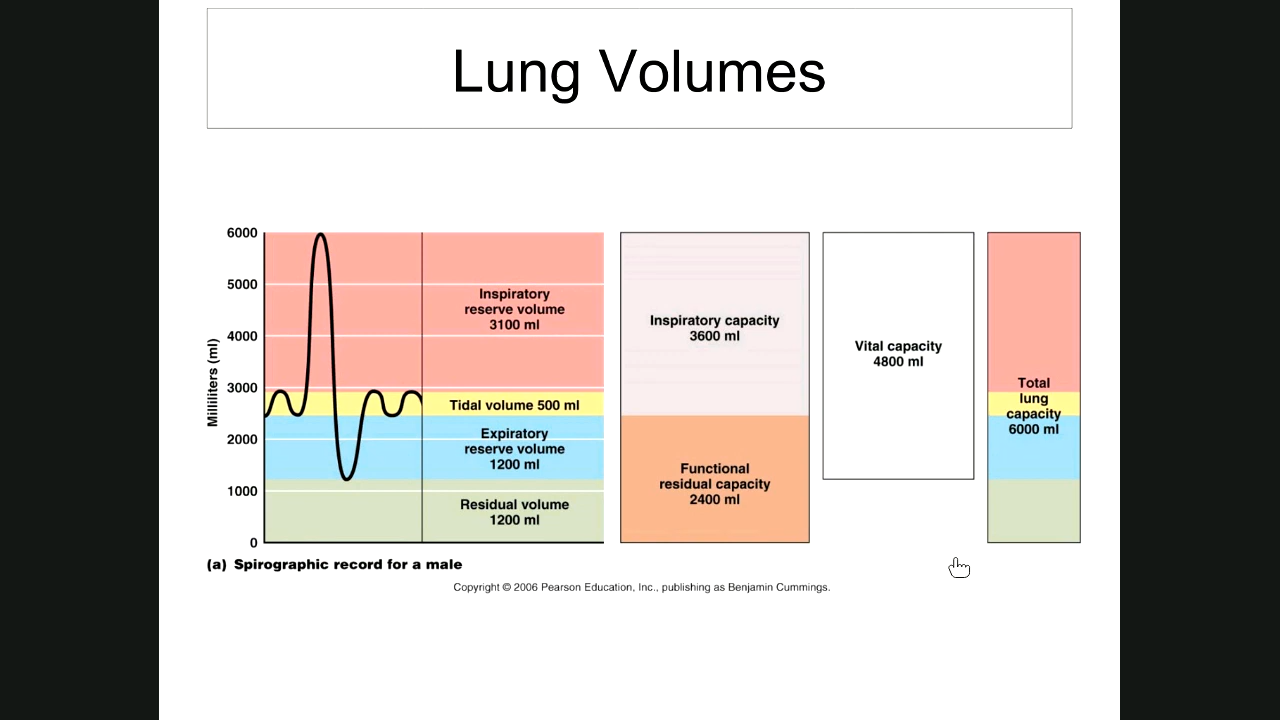 Lung Volumes
6000
5000
4000
3000
2000
1000
0
Milliliters (ml)
Inspiratory
reserve volume
3100 ml
Tidal volume 500 ml
Expiratory
reserve volume
1200 ml
Residual volume
1200 ml
Inspiratory capacity
3600 ml
Functional
residual capacity
2400 ml
Vital capacity
4800 ml
Total
lung
capacity
6000 ml
(a) Spirographic record for a male
Copyright © 2006 Pearson Education, Inc., publishing as Benjamin Cummings.